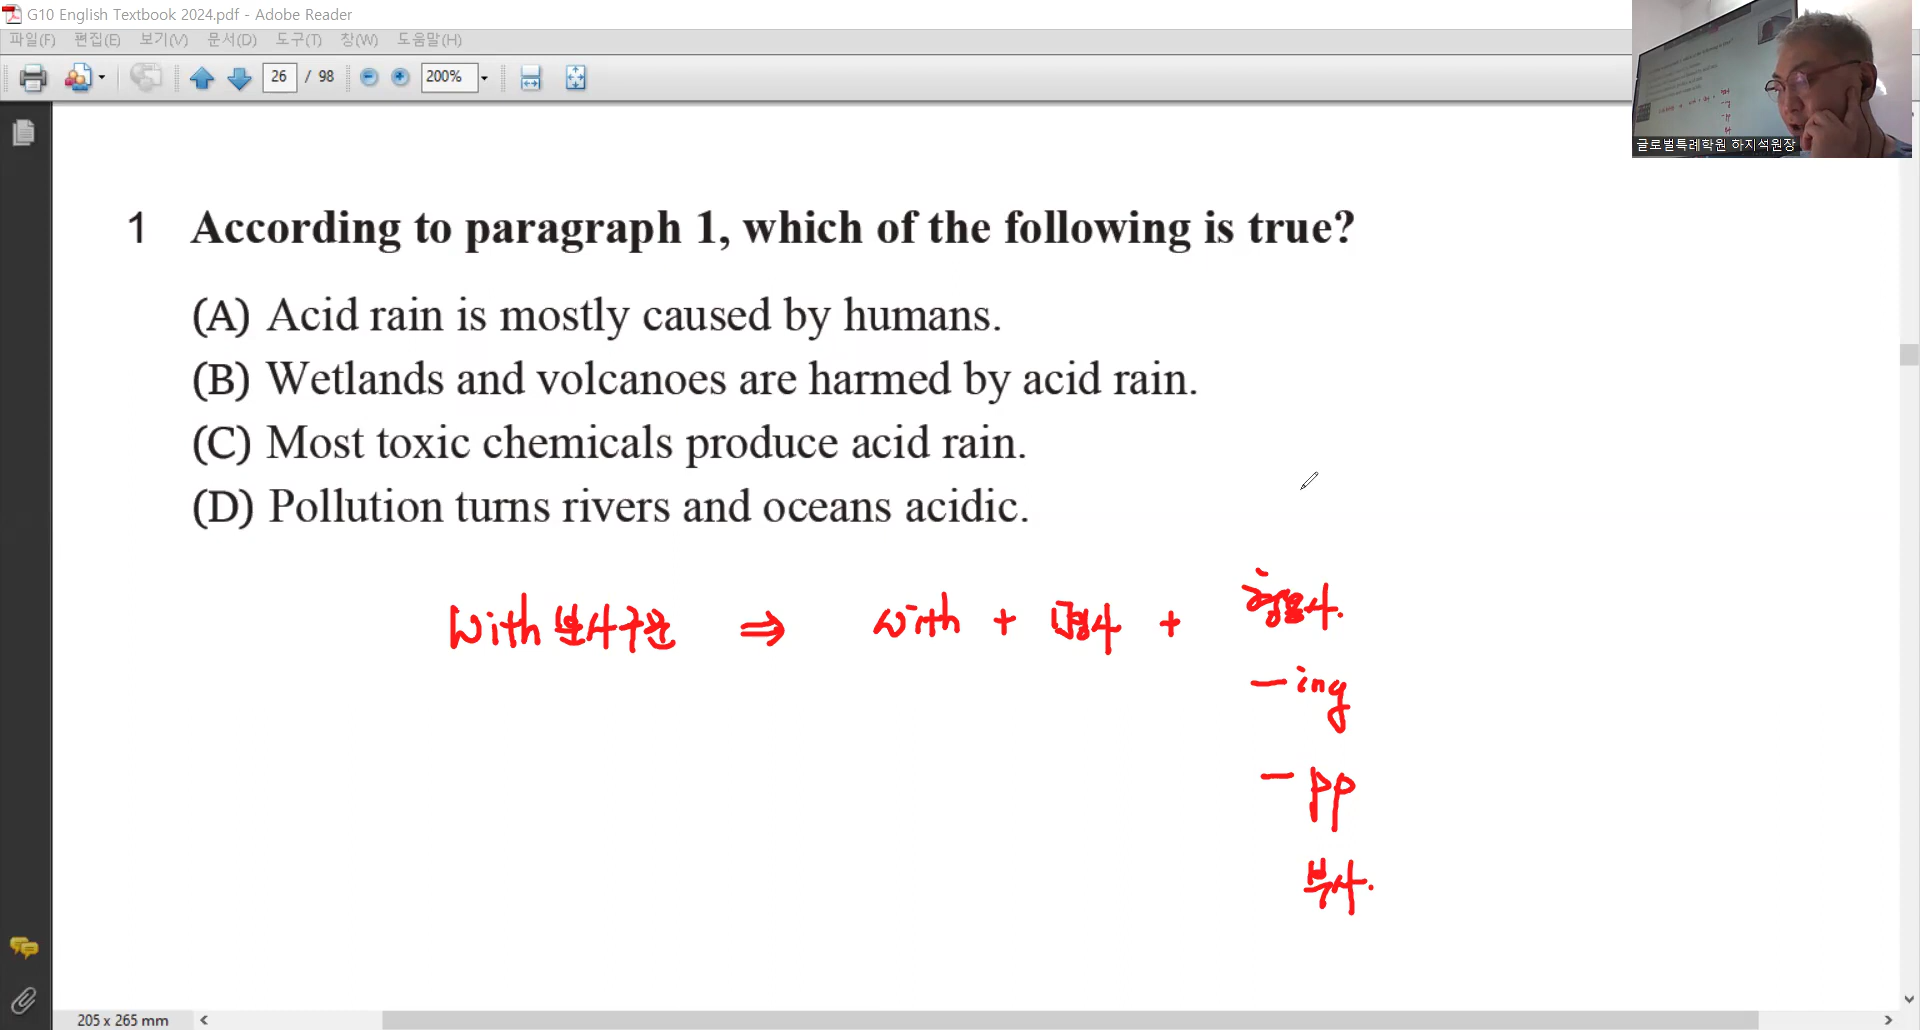 G10 English Textbook 2024.pdf - Adobe Reader
파일(F) 편집(E) 보기(V) 문서(D) 도구(T) 창(W) 도움말(H)
26 / 98 200%
글로벌특례학원 하지석원장
1 According to paragraph 1, which of the following is true?
(A) Acid rain is mostly caused by humans.
(B) Wetlands and volcanoes are harmed by acid rain.
(C) Most toxic chemicals produce acid rain.
(D) Pollution turns rivers and oceans acidic.
With분사구문 ⇒ with + 명사 + 형용사.
-ing
-pp
부사.
205 x 265 mm